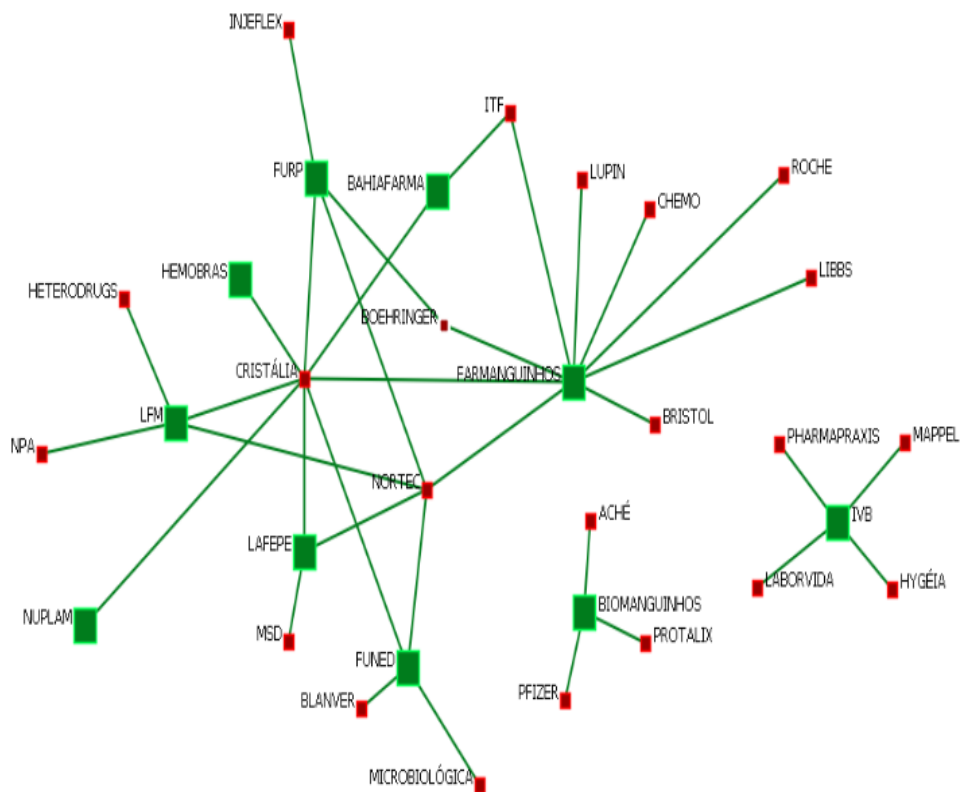 INJEFLEX
ITF
FURP
BAHIAFARMA
LUPIN
ROCHE
CHEMO
HEMOBRAS
LIBBS
HETERODRUGS
BOEHRINGER
CRISTÁLIA
FARMANGUINHOS
LFM
BRISTOL
NPA
PHARMAPRAXIS
MAPPEL
NORTEC
ACHÉ
IVB
LAFEPE
LABORVIDA
HYGÉIA
NUPLAM
BIOMANGUINHOS
MSD
PROTALIX
FUNED
PFIZER
BLANVER
MICROBIOLÓGICA